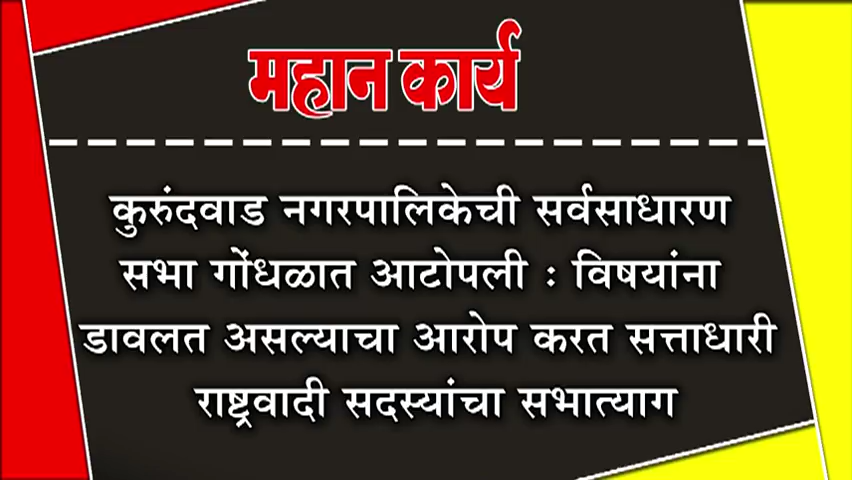 महान कार्य
कुरुंदवाड नगरपालिकेची सर्वसाधारण
सभा गोंधळात आटोपली : विषयांना
डावलत असल्याचा आरोप करत सत्ताधारी
राष्ट्रवादी सदस्यांचा सभात्याग